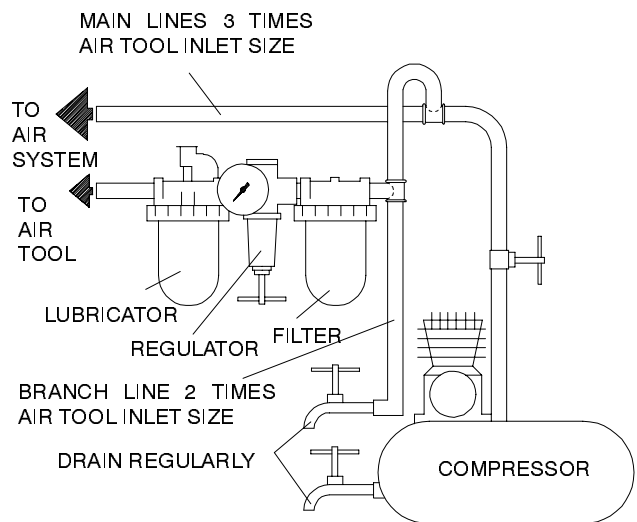 MAIN LINES 3 TIMES
AIR TOOL INLET SIZE
TO
AIR
SYSTEM
TO
AIR
TOOL
LUBRICATOR
REGULATOR
FILTER
BRANCH LINE 2 TIMES
AIR TOOL INLET SIZE
DRAIN REGULARLY
COMPRESSOR